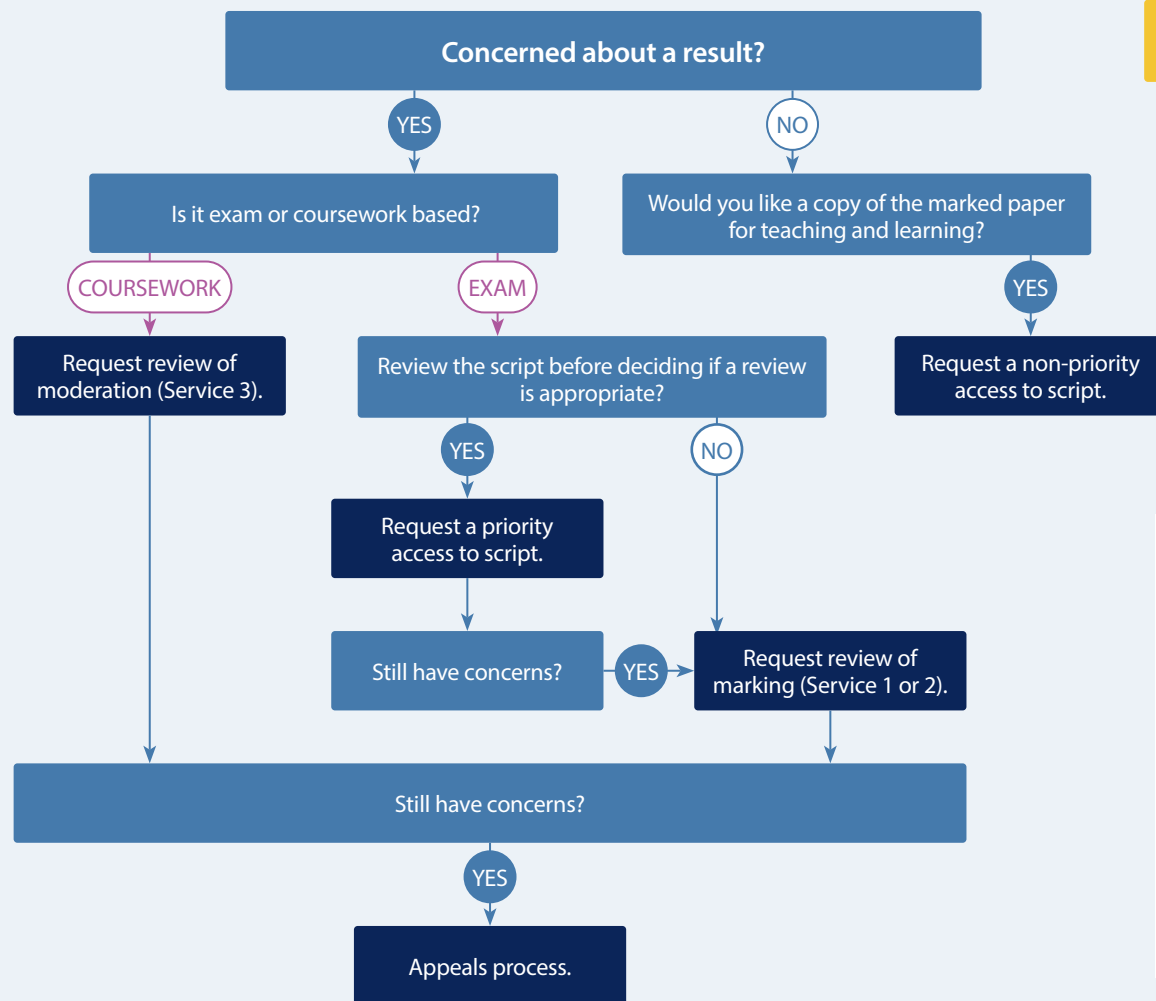 Concerned about a result?
YES
NO
Is it exam or coursework based?
Would you like a copy of the marked paper
for teaching and learning?
COURSEWORK
EXAM
YES
Request review of
moderation (Service 3).
Review the script before deciding if a review
is appropriate?
Request a non-priority
access to script.
YES
NO
Request a priority
access to script.
Still have concerns?
YES
Request review of
marking (Service 1 or 2).
Still have concerns?
YES
Appeals process.